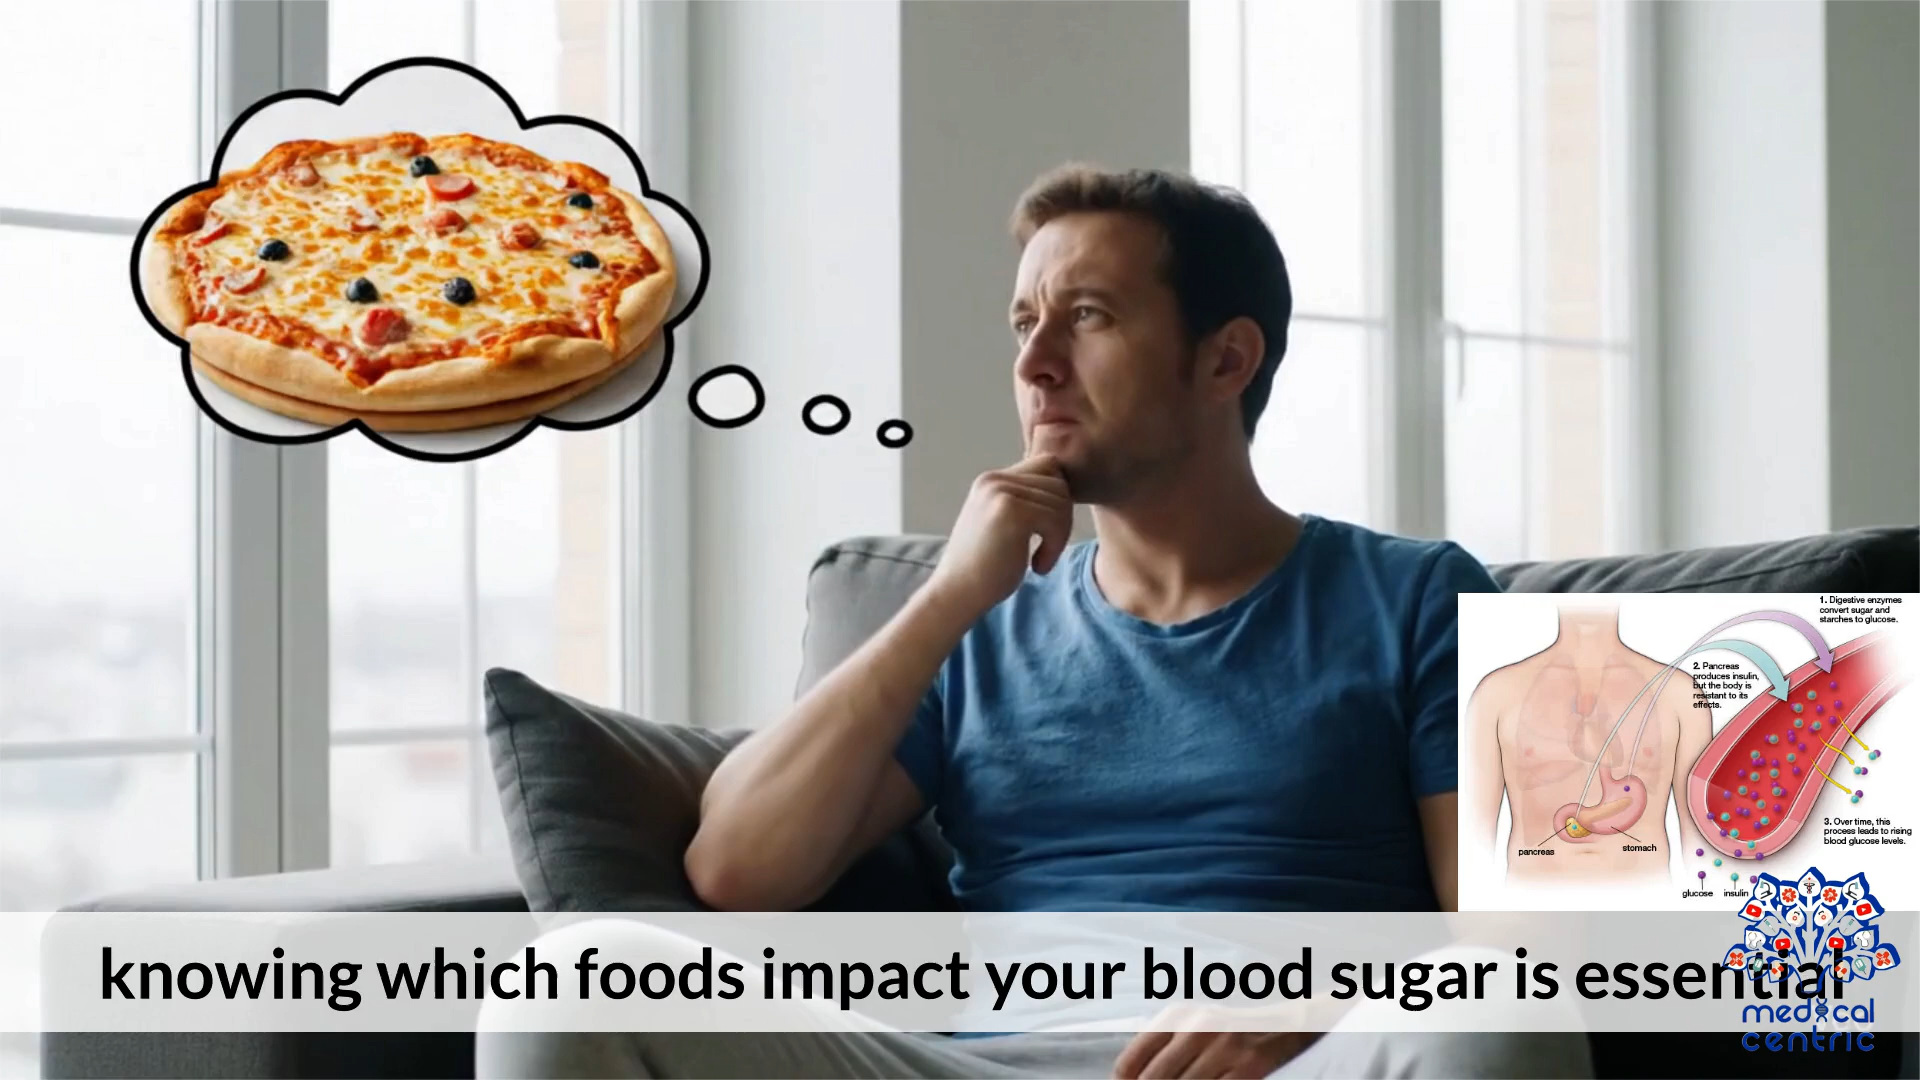 1. Digestive enzymes
convert sugar and
starches to glucose.
2. Pancreas
produces insulin,
but the body is
resistant to its
effects.
3. Over time, this
process leads to rising
blood glucose levels.
pancreas
stomach
glucose
insulin
knowing which foods impact your blood sugar is essential
medical
centric